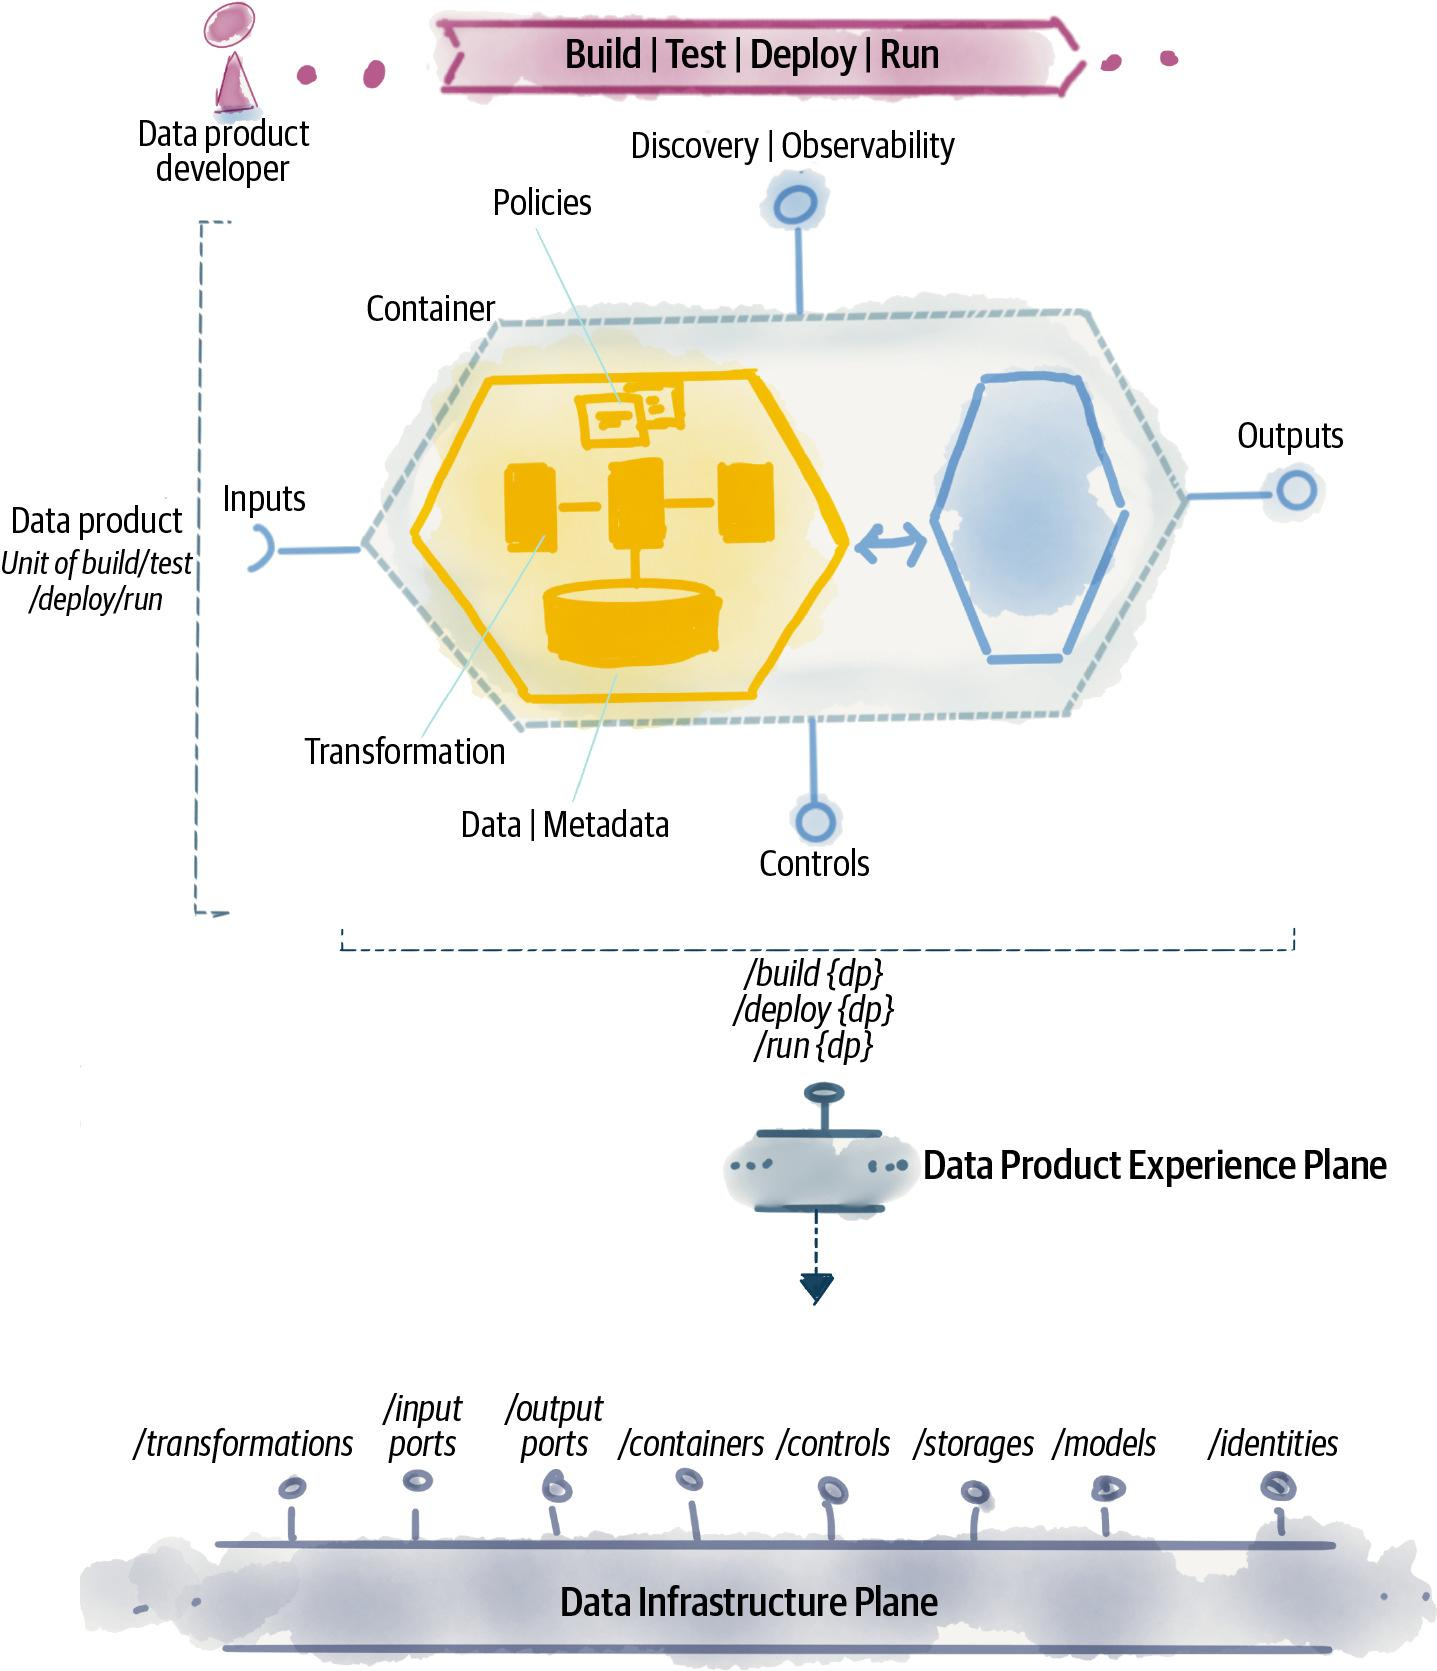 Build | Test | Deploy | Run
Data product
developer
Discovery | Observability
Policies
Container
Outputs
Inputs
Data product
Unit of build/test
/deploy/run
Transformation
Data | Metadata
Controls
/build {dp}
/deploy {dp}
/run {dp}
Data Product Experience Plane
/transformations
/input
ports
/output
ports
/containers
/controls
/storages
/models
/identities
Data Infrastructure Plane